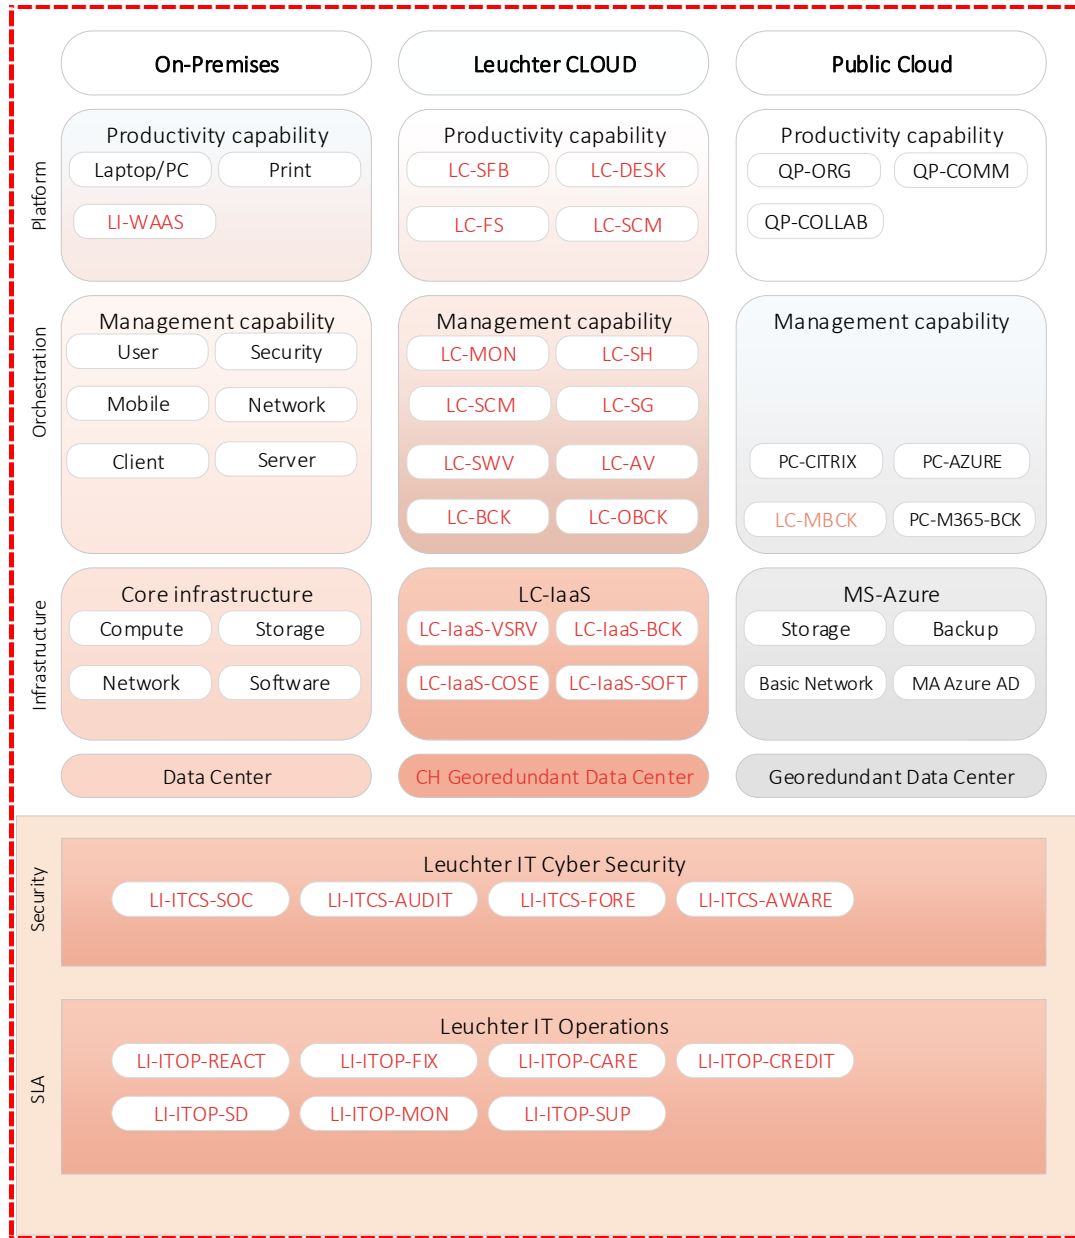 On-Premises
Leuchter CLOUD
Public Cloud
Platform
Productivity capability
Laptop/PC
Print
LI-WAAS
Productivity capability
LC-SFB
LC-DESK
LC-FS
LC-SCM
Productivity capability
QP-ORG
QP-COMM
QP-COLLAB
Orchestration
Management capability
User
Security
Mobile
Network
Client
Server
Management capability
LC-MON
LC-SH
LC-SCM
LC-SG
LC-SWV
LC-AV
LC-BCK
LC-OBCK
Management capability
PC-CITRIX
PC-AZURE
LC-MBCK
PC-M365-BCK
Infrastructure
Core infrastructure
Compute
Storage
Network
Software
LC-IaaS
LC-IaaS-VSRV
LC-IaaS-BCK
LC-IaaS-COSE
LC-IaaS-SOFT
MS-Azure
Storage
Backup
Basic Network
MA Azure AD
Data Center
CH Georedundant Data Center
Georedundant Data Center
Security
Leuchter IT Cyber Security
LI-ITCS-SOC
LI-ITCS-AUDIT
LI-ITCS-FORE
LI-ITCS-AWARE
SLA
Leuchter IT Operations
LI-ITOP-REACT
LI-ITOP-FIX
LI-ITOP-CARE
LI-ITOP-CREDIT
LI-ITOP-SD
LI-ITOP-MON
LI-ITOP-SUP